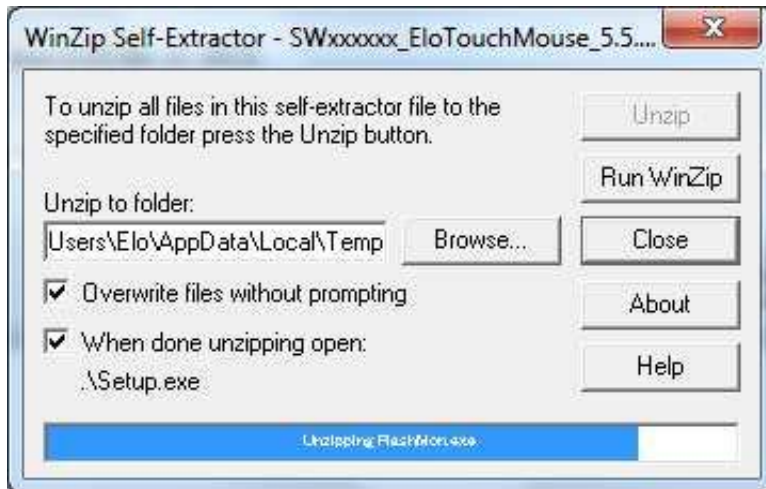 WinZip Self-Extractor - SWxxxxxx_EloTouchMouse_5.5....
To unzip all files in this self-extractor file to the
specified folder press the Unzip button.
Unzip
Run WinZip
Unzip to folder:
Users\Elo\AppData\Local\Temp
Browse...
Close
Overwrite files without prompting
About
When done unzipping open:
.\Setup.exe
Help
Unzipping FlashMon.exe